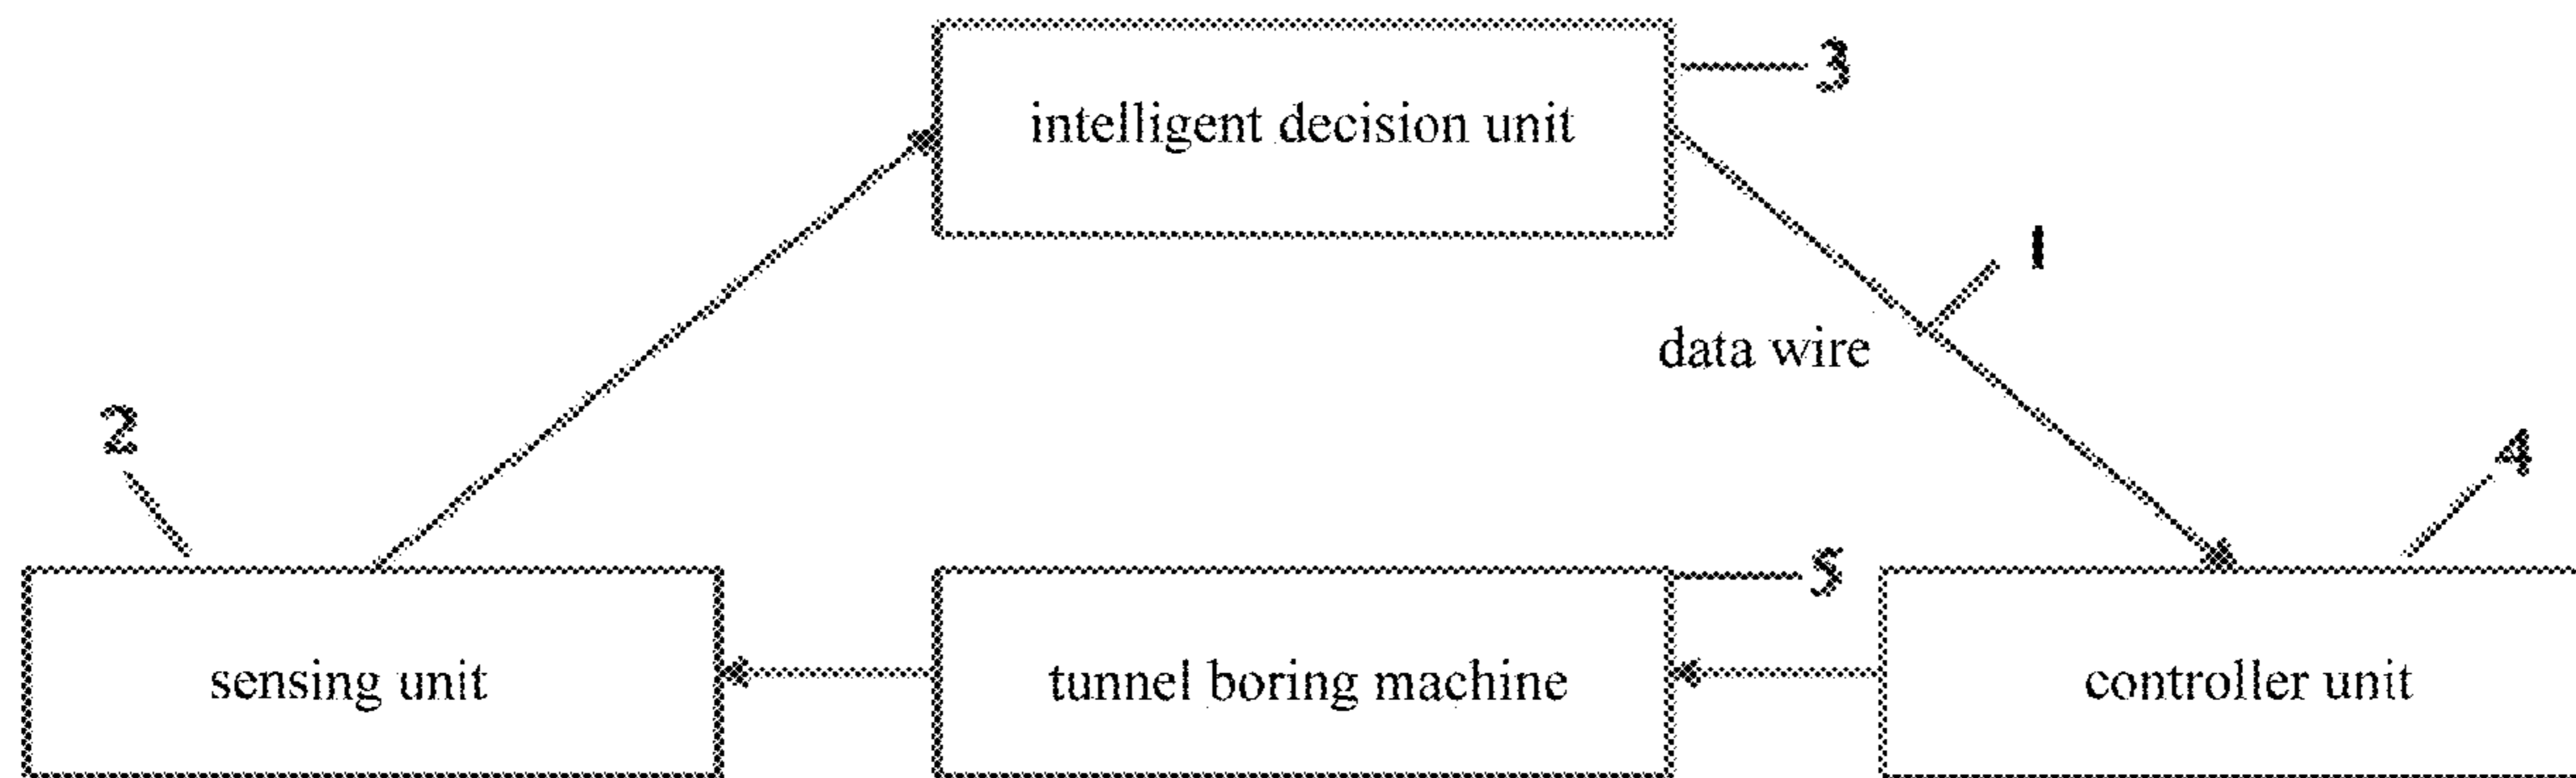 3
intelligent decision unit
1
data wire
2
4
5
sensing unit
tunnel boring machine
controller unit